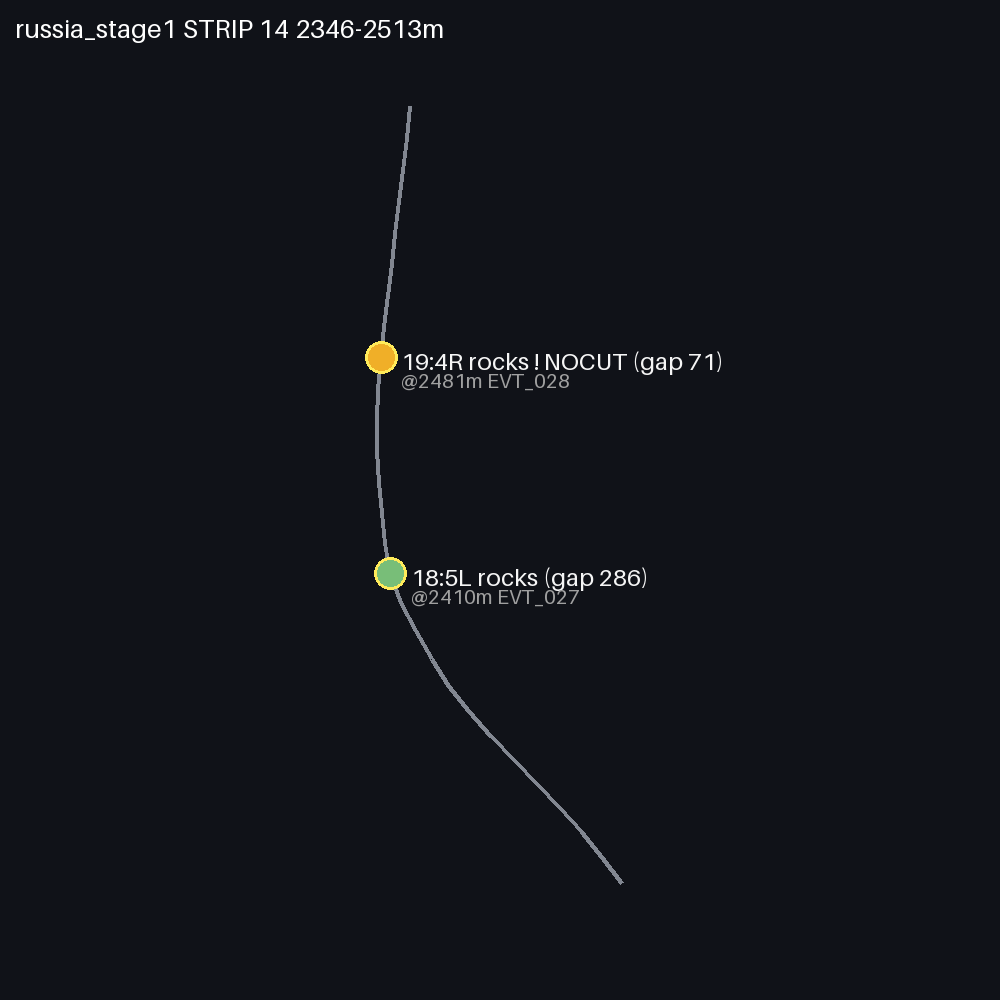 russia_stage1 STRIP 14 2346-2513m
19:4R rocks ! NOCUT (gap 71)
@2481m EVT_028
18:5L rocks (gap 286)
@2410m EVT_027